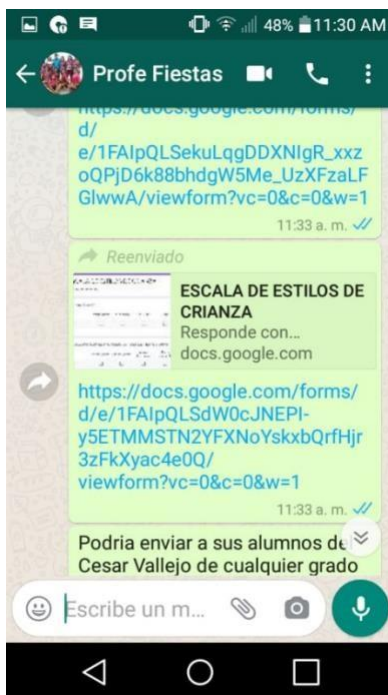 48% 11:30 AM
Profe Fiestas
https://docs.google.com/forms/
d/
e/1FAIpQLSekuLqgDDXNIgR_xxz
oQPjD6k88bhdgW5Me_UzXFzaLF
GlwwA/viewform?vc=0&c=0&w=1
11:33 a. m.
Reenviado
ESCALA DE ESTILOS DE
CRIANZA
Responde con...
docs.google.com
https://docs.google.com/forms/
d/e/1FAIpQLSdW0cJNEPI-
y5ETMMSTN2YFXNoYskxbQrfHjr
3zFkXyac4e0Q/
viewform?vc=0&c=0&w=1
11:33 a. m.
Podria enviar a sus alumnos de
Cesar Vallejo de cualquier grado
Escribe un m...